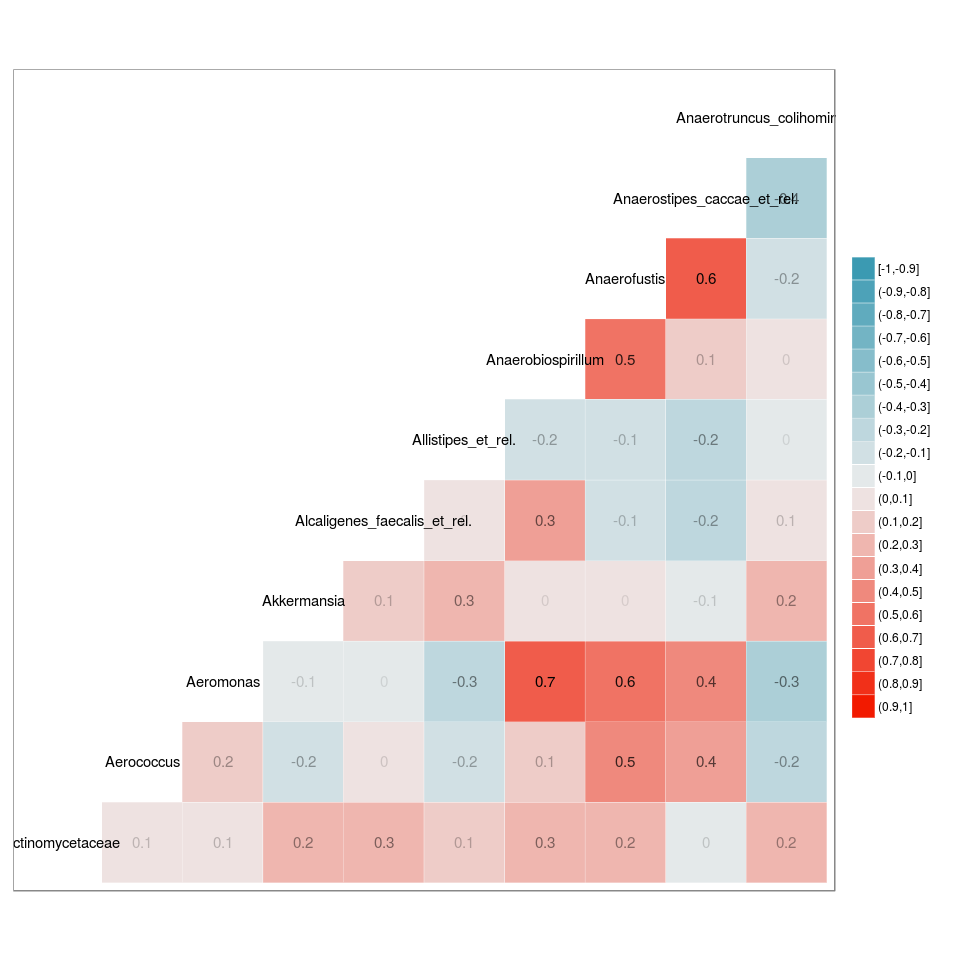 Anaerotruncus_colihomir
Anaerostipes_caccae_et_rel. -0.4
Anaerofustis 0.6 -0.2
Anaerobiospirillum 0.5 0.1 0
Allistipes_et_rel. -0.2 -0.1 -0.2 0
Alcaligenes_faecalis_et_rel. 0.3 -0.1 -0.2 0.1
Akkermansia 0.1 0.3 0 0 -0.1 0.2
Aeromonas -0.1 0 -0.3 0.7 0.6 0.4 -0.3
Aerococcus 0.2 -0.2 0 -0.2 0.1 0.5 0.4 -0.2
ctinomycetaceae 0.1 0.1 0.2 0.3 0.1 0.3 0.2 0 0.2
[-1,-0.9]
(-0.9,-0.8]
(-0.8,-0.7]
(-0.7,-0.6]
(-0.6,-0.5]
(-0.5,-0.4]
(-0.4,-0.3]
(-0.3,-0.2]
(-0.2,-0.1]
(-0.1,0]
(0,0.1]
(0.1,0.2]
(0.2,0.3]
(0.3,0.4]
(0.4,0.5]
(0.5,0.6]
(0.6,0.7]
(0.7,0.8]
(0.8,0.9]
(0.9,1]